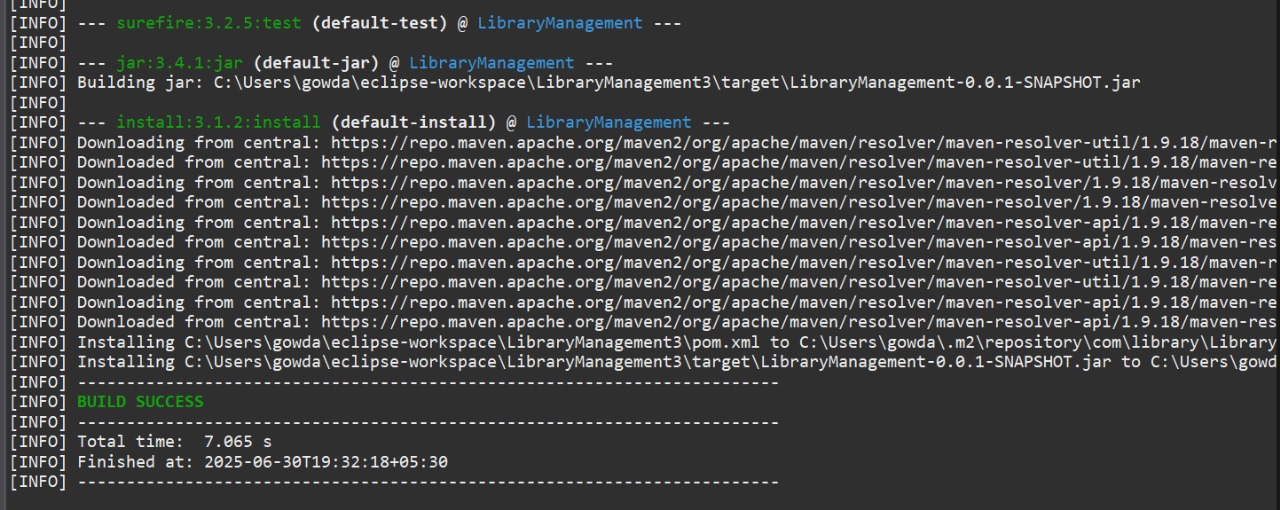 [INFO]
[INFO] --- surefire:3.2.5:test (default-test) @ LibraryManagement ---
[INFO]
[INFO] --- jar:3.4.1:jar (default-jar) @ LibraryManagement ---
[INFO] Building jar: C:\Users\gowda\eclipse-workspace\LibraryManagement3\target\LibraryManagement-0.0.1-SNAPSHOT.jar
[INFO]
[INFO] --- install:3.1.2:install (default-install) @ LibraryManagement ---
[INFO] Downloading from central: https://repo.maven.apache.org/maven2/org/apache/maven/resolver/maven-resolver-util/1.9.18/maven-r
[INFO] Downloaded from central: https://repo.maven.apache.org/maven2/org/apache/maven/resolver/maven-resolver-util/1.9.18/maven-re
[INFO] Downloading from central: https://repo.maven.apache.org/maven2/org/apache/maven/resolver/maven-resolver/1.9.18/maven-resolv
[INFO] Downloaded from central: https://repo.maven.apache.org/maven2/org/apache/maven/resolver/maven-resolver/1.9.18/maven-resolve
[INFO] Downloading from central: https://repo.maven.apache.org/maven2/org/apache/maven/resolver/maven-resolver-api/1.9.18/maven-re
[INFO] Downloaded from central: https://repo.maven.apache.org/maven2/org/apache/maven/resolver/maven-resolver-api/1.9.18/maven-res
[INFO] Downloading from central: https://repo.maven.apache.org/maven2/org/apache/maven/resolver/maven-resolver-util/1.9.18/maven-r
[INFO] Downloaded from central: https://repo.maven.apache.org/maven2/org/apache/maven/resolver/maven-resolver-util/1.9.18/maven-re
[INFO] Downloading from central: https://repo.maven.apache.org/maven2/org/apache/maven/resolver/maven-resolver-api/1.9.18/maven-re
[INFO] Downloaded from central: https://repo.maven.apache.org/maven2/org/apache/maven/resolver/maven-resolver-api/1.9.18/maven-res
[INFO] Installing C:\Users\gowda\eclipse-workspace\LibraryManagement3\pom.xml to C:\Users\gowda\.m2\repository\com\library\Library
[INFO] Installing C:\Users\gowda\eclipse-workspace\LibraryManagement3\target\LibraryManagement-0.0.1-SNAPSHOT.jar to C:\Users\gowd
[INFO] ------------------------------------------------------------------------
[INFO] BUILD SUCCESS
[INFO] ------------------------------------------------------------------------
[INFO] Total time:  7.065 s
[INFO] Finished at: 2025-06-30T19:32:18+05:30
[INFO] ------------------------------------------------------------------------